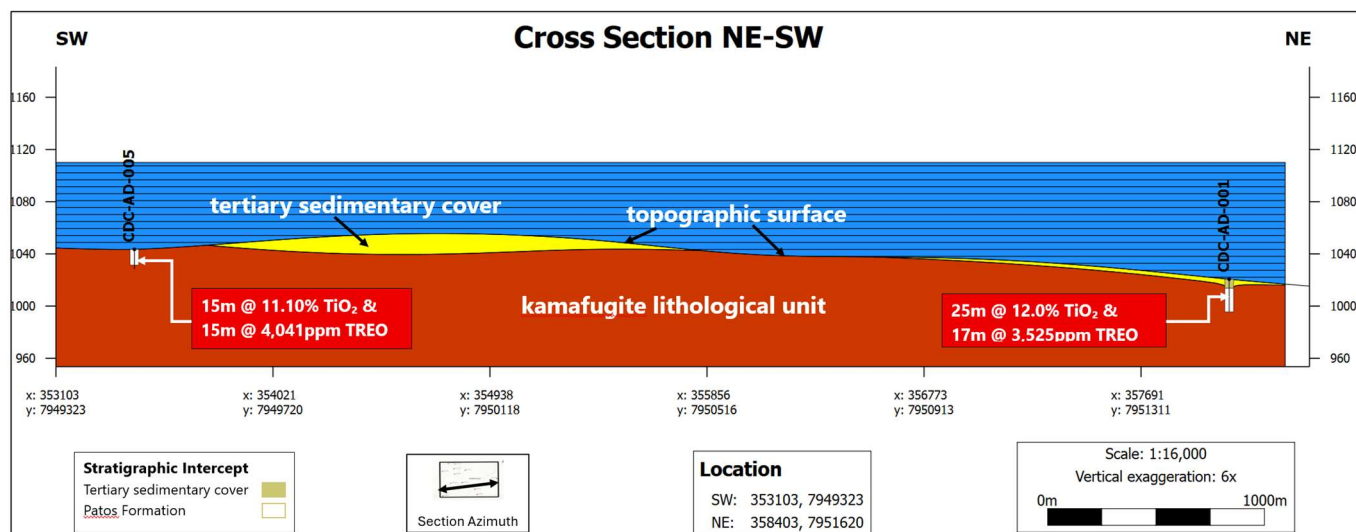 Cross Section NE-SW
SW
NE
1160
1120
1080
1040
1000
960
1160
1120
1080
1040
1000
960
CDC-AD-005
CDC-AD-001
tertiary sedimentary cover
topographic surface
kamafugite lithological unit
15m @ 11.10% TiO₂ &
15m @ 4,041ppm TREO
25m @ 12.0% TiO₂ &
17m @ 3,525ppm TREO
x: 353103
y: 7949323
x: 354021
y: 7949720
x: 354938
y: 7950118
x: 355856
y: 7950516
x: 356773
y: 7950913
x: 357691
y: 7951311
Stratigraphic Intercept
Tertiary sedimentary cover
Patos Formation
Section Azimuth
Location
SW: 353103, 7949323
NE: 358403, 7951620
Scale: 1:16,000
Vertical exaggeration: 6x
0m 1000m